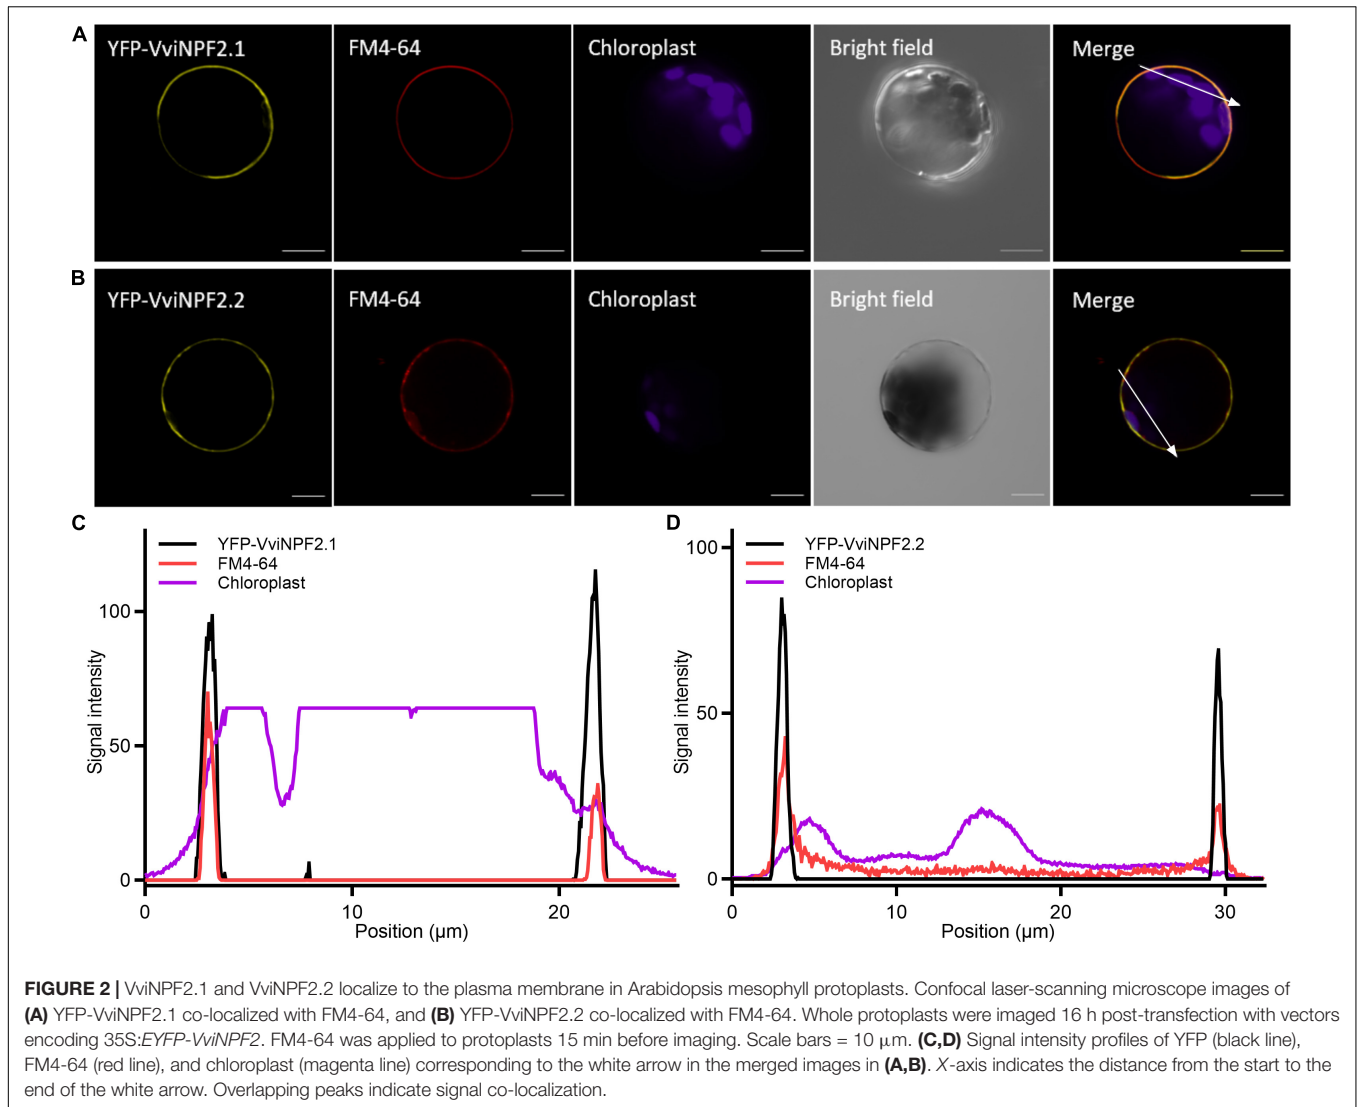 A
YFP-VviNPF2.1
FM4-64
Chloroplast
Bright field
Merge
B
YFP-VviNPF2.2
FM4-64
Chloroplast
Bright field
Merge
C
YFP-VviNPF2.1
FM4-64
Chloroplast
100
50
0
Signal intensity
0
10
20
Position (µm)
D
YFP-VviNPF2.2
FM4-64
Chloroplast
100
50
0
Signal intensity
0
10
20
30
Position (µm)
FIGURE 2 | VviNPF2.1 and VviNPF2.2 localize to the plasma membrane in Arabidopsis mesophyll protoplasts. Confocal laser-scanning microscope images of
(A) YFP-VviNPF2.1 co-localized with FM4-64, and (B) YFP-VviNPF2.2 co-localized with FM4-64. Whole protoplasts were imaged 16 h post-transfection with vectors
encoding 35S:EYFP-VviNPF2. FM4-64 was applied to protoplasts 15 min before imaging. Scale bars = 10 µm. (C,D) Signal intensity profiles of YFP (black line),
FM4-64 (red line), and chloroplast (magenta line) corresponding to the white arrow in the merged images in (A,B). X-axis indicates the distance from the start to the
end of the white arrow. Overlapping peaks indicate signal co-localization.